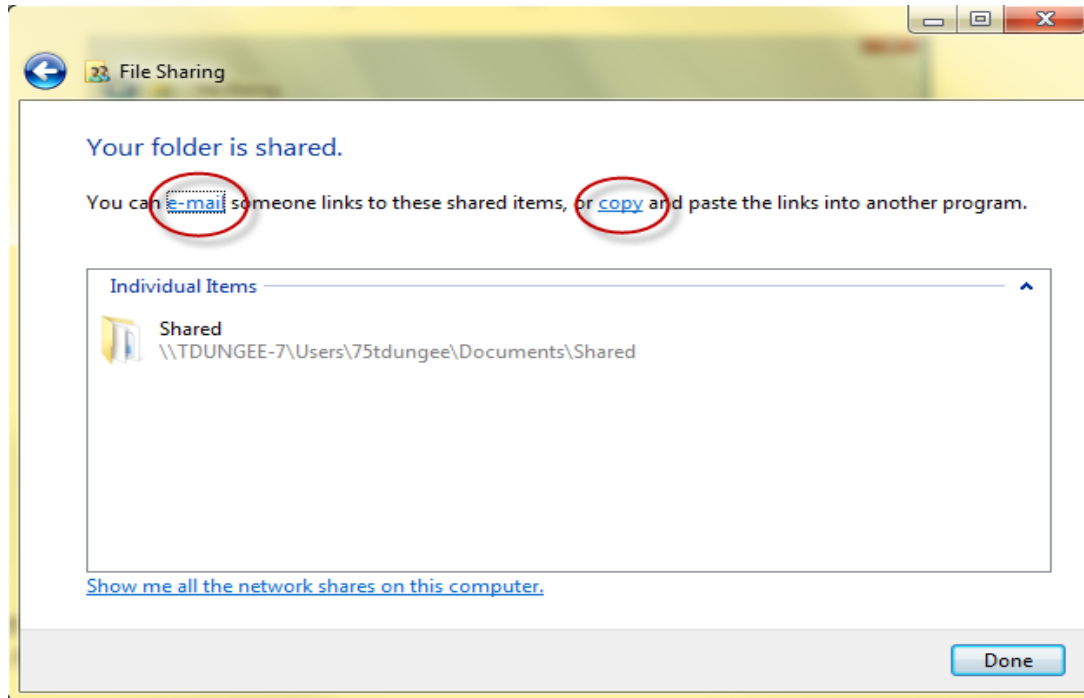 File Sharing
Your folder is shared.
You can e-mail someone links to these shared items, or copy and paste the links into another program.
Individual Items
Shared
\\TDUNGEE-7\Users\75tdungee\Documents\Shared
Show me all the network shares on this computer.
Done